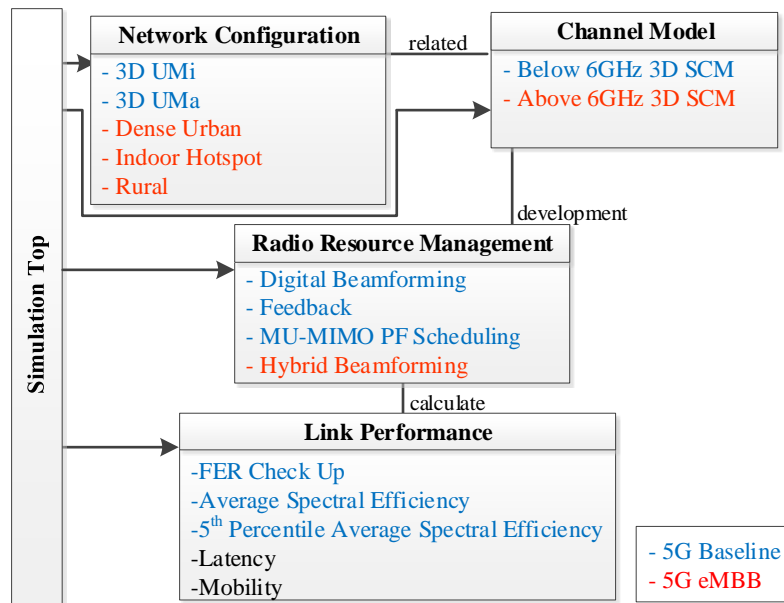 Simulation Top
Network Configuration
- 3D UMi
- 3D UMa
- Dense Urban
- Indoor Hotspot
- Rural
related
Channel Model
- Below 6GHz 3D SCM
- Above 6GHz 3D SCM
development
Radio Resource Management
- Digital Beamforming
- Feedback
- MU-MIMO PF Scheduling
- Hybrid Beamforming
calculate
Link Performance
-FER Check Up
-Average Spectral Efficiency
-5th Percentile Average Spectral Efficiency
-Latency
-Mobility
- 5G Baseline
- 5G eMBB